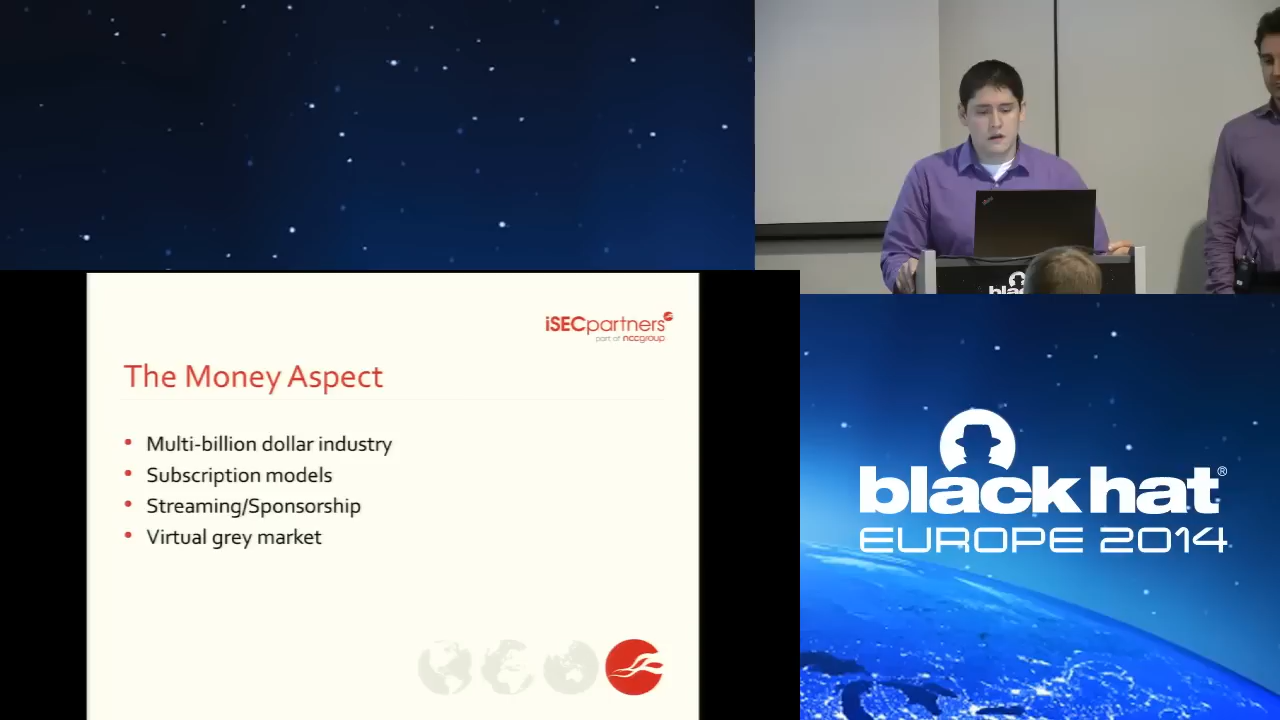 iSECpartners
part of nccgroup
The Money Aspect
• Multi-billion dollar industry
• Subscription models
• Streaming/Sponsorship
• Virtual grey market
black hat®
EUROPE 2014